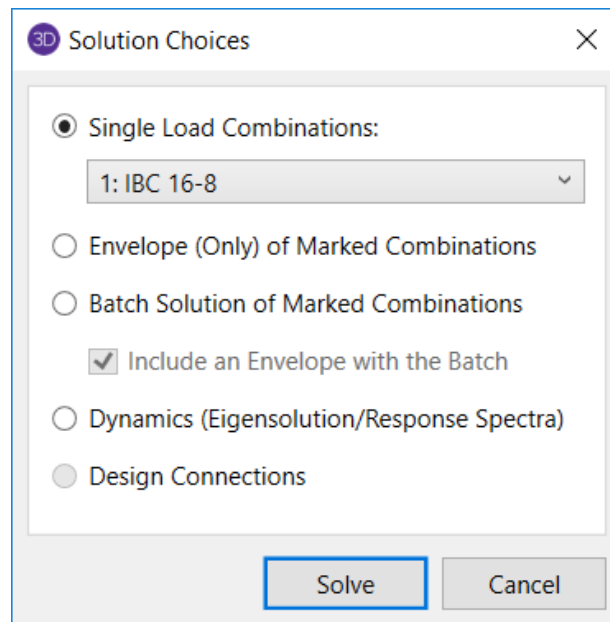 3D Solution Choices
Single Load Combinations:
1: IBC 16-8
Envelope (Only) of Marked Combinations
Batch Solution of Marked Combinations
Include an Envelope with the Batch
Dynamics (Eigensolution/Response Spectra)
Design Connections
Solve Cancel